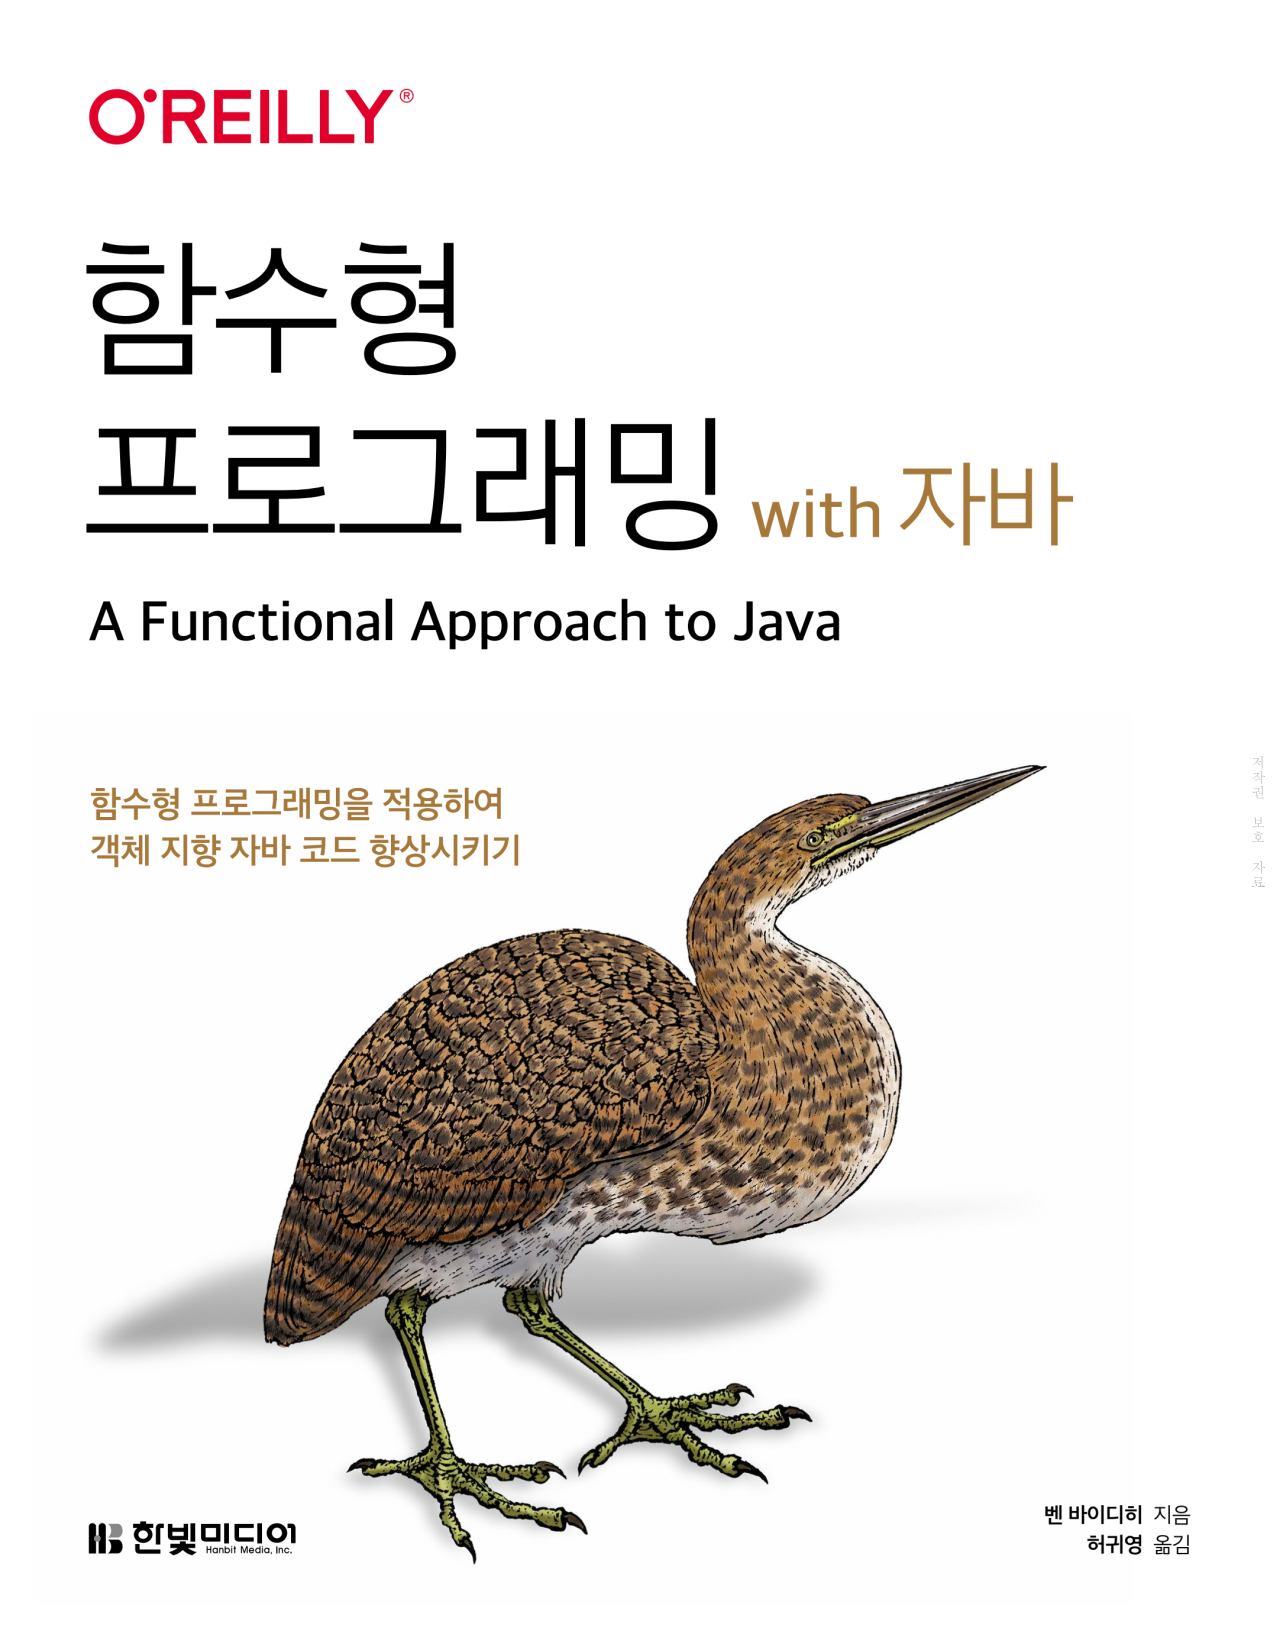 O'REILLY®
함수형
프로그래밍 with 자바
A Functional Approach to Java
함수형 프로그래밍을 적용하여
객체 지향 자바 코드 향상시키기
저작권 보호 자료
벤 바이디히 지음
허귀영 옮김
한빛미디어
Hanbit Media, Inc.